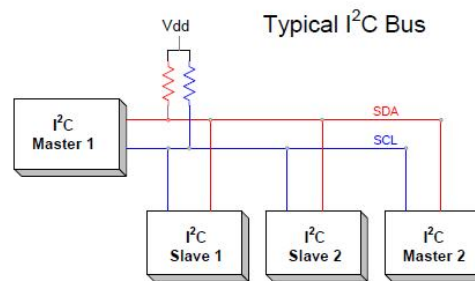 Typical I²C Bus
Vdd
SDA
I²C
Master 1
SCL
I²C
Slave 1
I²C
Slave 2
I²C
Master 2